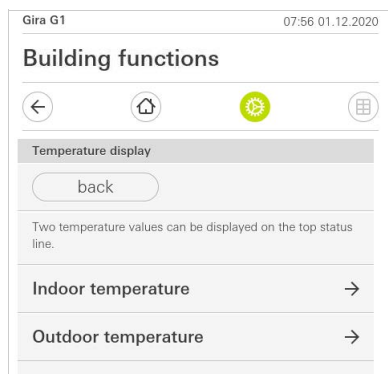 Gira G1
07:56 01.12.2020
Building functions
Temperature display
back
Two temperature values can be displayed on the top status
line.
Indoor temperature
Outdoor temperature